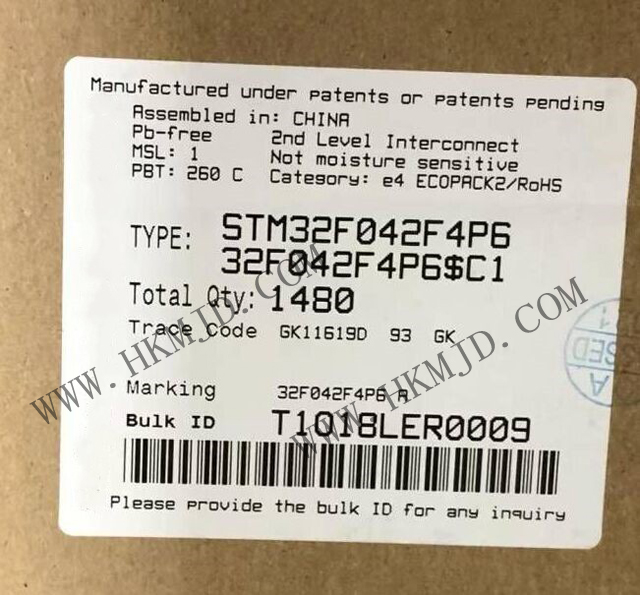 Manufactured under patents or patents pending
Assembled in: CHINA
Pb-free 2nd Level Interconnect
MSL: 1 Not moisture sensitive
PBT: 260 C Category: e4 ECOPACK2/RoHS
TYPE: STM32F042F4P6
32F042F4P6$C1
Total Qty: 1480
Trace Code GK11619D 93 GK
WWW.HKMJD.COM
WWW.HKMJD.COM
Marking 32F042F4P6 A
Bulk ID T1Q18LER0009
Please provide the bulk ID for any inquiry